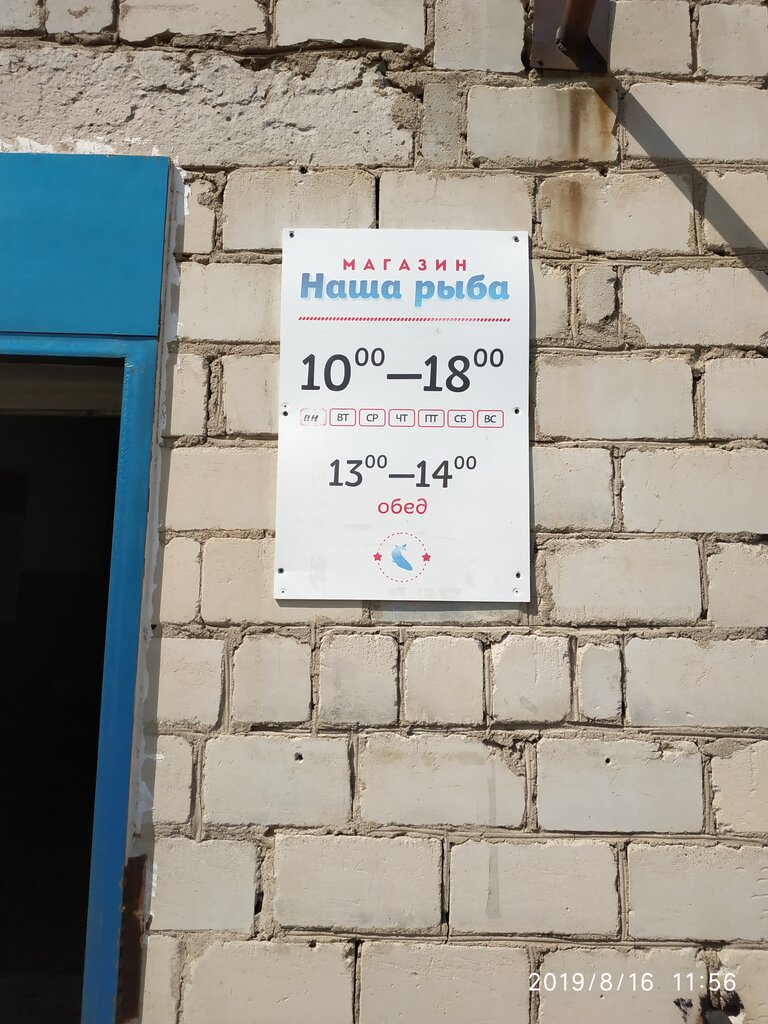 МАГАЗИН
Наша рыба
10⁰⁰—18⁰⁰
пн ВТ СР ЧТ ПТ СБ ВС
13⁰⁰—14⁰⁰
обед
2019/8/16 11:56